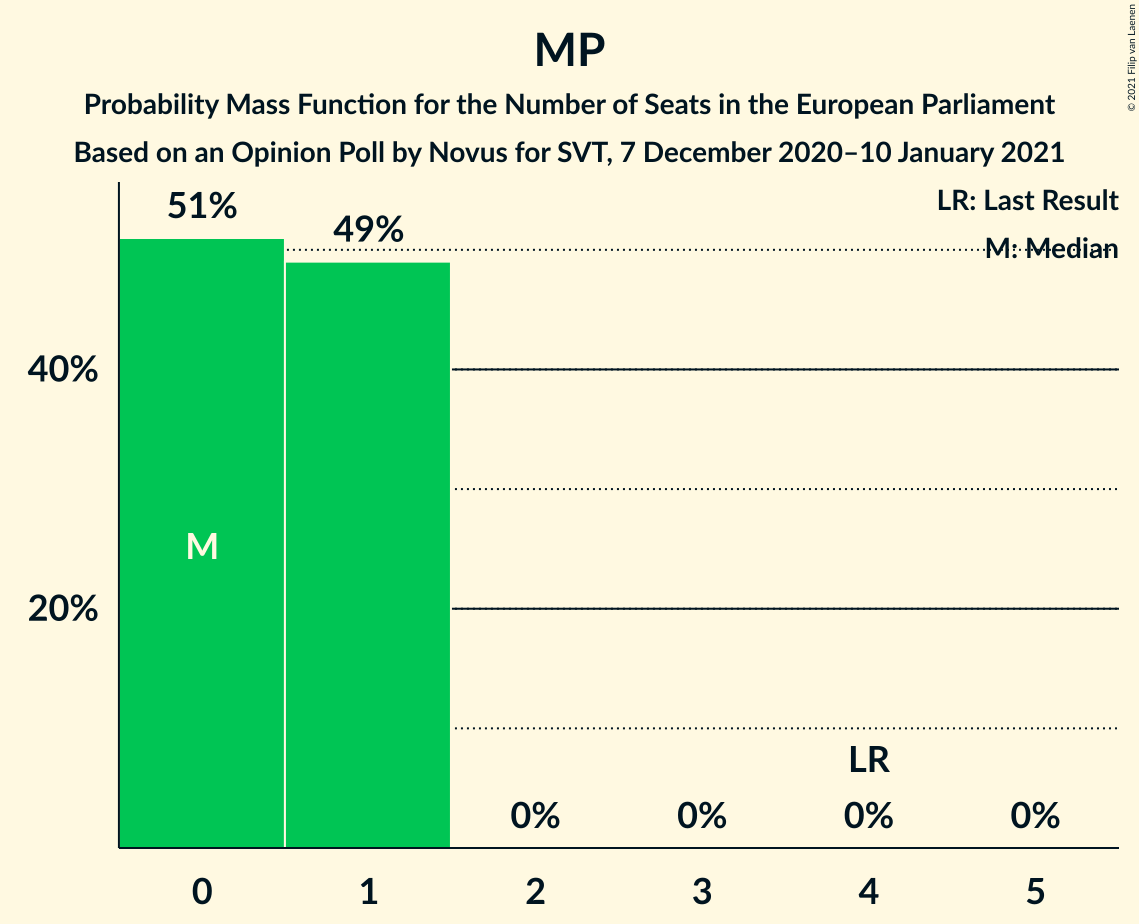 MP
Probability Mass Function for the Number of Seats in the European Parliament
Based on an Opinion Poll by Novus for SVT, 7 December 2020–10 January 2021
© 2021 Filip van Laenen
LR: Last Result
M: Median
51%
49%
40%
20%
M
LR
0%
0%
0%
0%
0
1
2
3
4
5